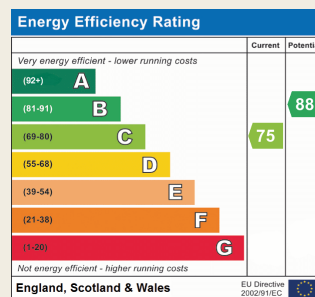 Energy Efficiency Rating
Current Potenti
Very energy efficient - lower running costs
(92+) A
(81-91) B 88
(69-80) C 75
(55-68) D
(39-54) E
(21-38) F
(1-20) G
Not energy efficient - higher running costs
England, Scotland & Wales
EU Directive
2002/91/EC